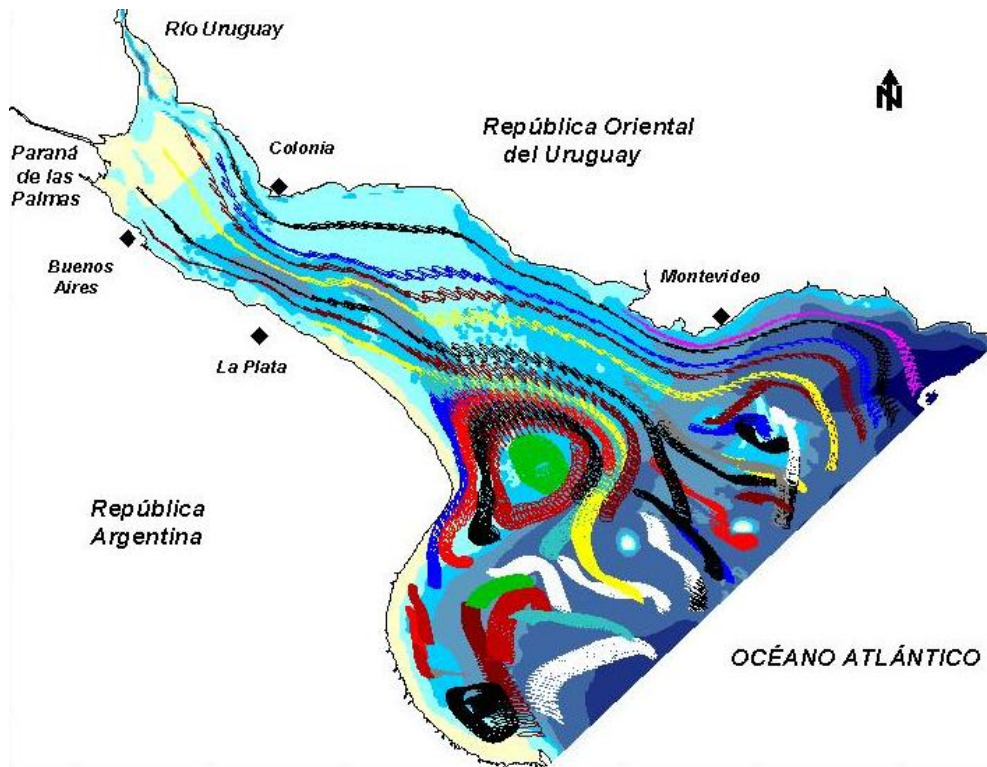 Río Uruguay
N
República Oriental
del Uruguay
Colonia
Paraná
de las
Palmas
Buenos
Aires
Montevideo
La Plata
República
Argentina
OCÉANO ATLÁNTICO